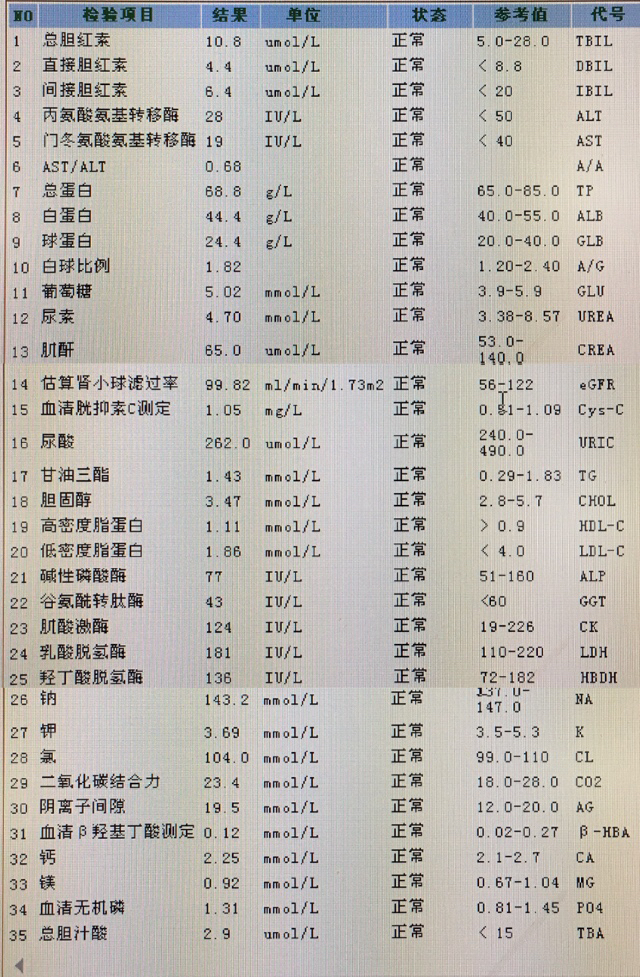 NO 检验项目 结果 单位 状态 参考值 代号
1 总胆红素 10.8 umol/L 正常 5.0-28.0 TBIL
2 直接胆红素 4.4 umol/L 正常 < 8.8 DBIL
3 间接胆红素 6.4 umol/L 正常 < 20 IBIL
4 丙氨酸氨基转移酶 28 IU/L 正常 < 50 ALT
5 门冬氨酸氨基转移酶 19 IU/L 正常 < 40 AST
6 AST/ALT 0.68 正常 A/A
7 总蛋白 68.8 g/L 正常 65.0-85.0 TP
8 白蛋白 44.4 g/L 正常 40.0-55.0 ALB
9 球蛋白 24.4 g/L 正常 20.0-40.0 GLB
10 白球比例 1.82 正常 1.20-2.40 A/G
11 葡萄糖 5.02 mmol/L 正常 3.9-5.9 GLU
12 尿素 4.70 mmol/L 正常 3.38-8.57 UREA
13 肌酐 65.0 umol/L 正常 53.0-140.0 CREA
14 估算肾小球滤过率 99.82 ml/min/1.73m2 正常 56-122 eGFR
15 血清胱抑素C测定 1.05 mg/L 正常 0.51-1.09 Cys-C
16 尿酸 262.0 umol/L 正常 240.0-490.0 URIC
17 甘油三酯 1.43 mmol/L 正常 0.29-1.83 TG
18 胆固醇 3.47 mmol/L 正常 2.8-5.7 CHOL
19 高密度脂蛋白 1.11 mmol/L 正常 > 0.9 HDL-C
20 低密度脂蛋白 1.86 mmol/L 正常 < 4.0 LDL-C
21 碱性磷酸酶 77 IU/L 正常 51-160 ALP
22 谷氨酰转肽酶 43 IU/L 正常 <60 GGT
23 肌酸激酶 124 IU/L 正常 19-226 CK
24 乳酸脱氢酶 181 IU/L 正常 110-220 LDH
25 羟丁酸脱氢酶 136 IU/L 正常 72-182 HBDH
26 钠 143.2 mmol/L 正常 137.0-147.0 NA
27 钾 3.69 mmol/L 正常 3.5-5.3 K
28 氯 104.0 mmol/L 正常 99.0-110 CL
29 二氧化碳结合力 23.4 mmol/L 正常 18.0-28.0 CO2
30 阴离子间隙 19.5 mmol/L 正常 12.0-20.0 AG
31 血清β羟基丁酸测定 0.12 mmol/L 正常 0.02-0.27 β-HBA
32 钙 2.25 mmol/L 正常 2.1-2.7 CA
33 镁 0.92 mmol/L 正常 0.67-1.04 MG
34 血清无机磷 1.31 mmol/L 正常 0.81-1.45 PO4
35 总胆汁酸 2.9 umol/L 正常 < 15 TBA